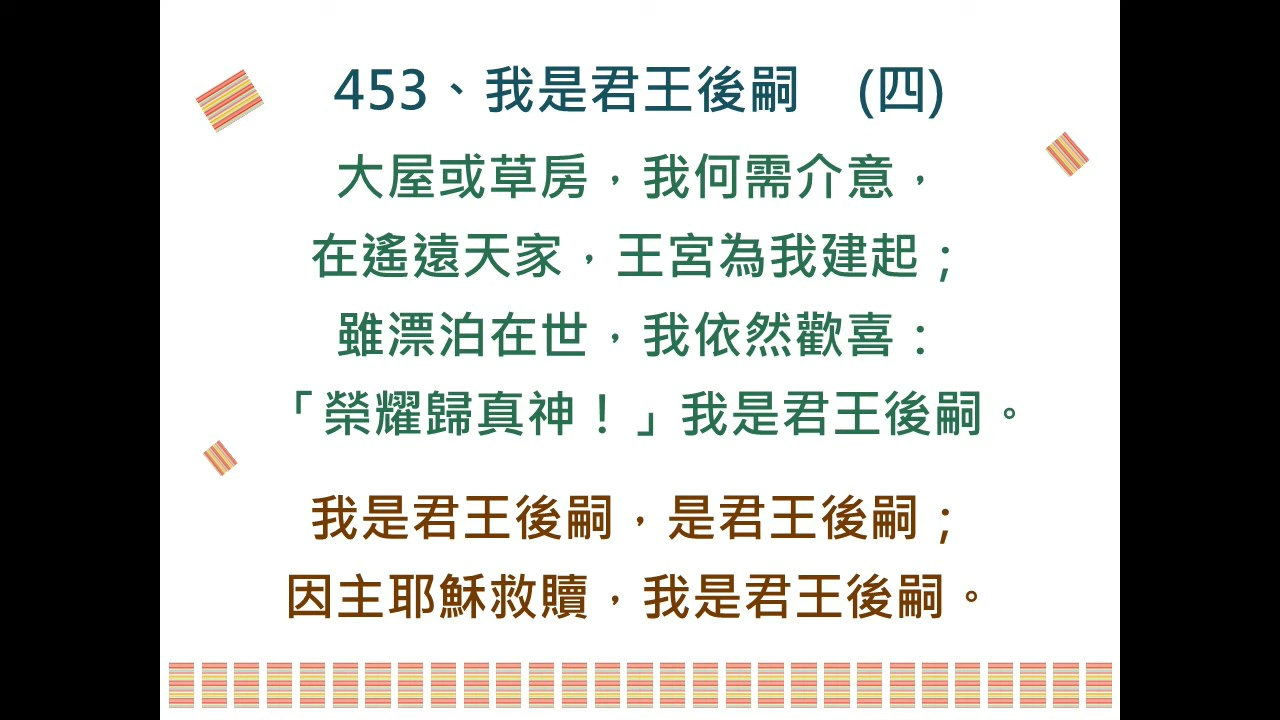 453、我是君王後嗣　(四)
大屋或草房，我何需介意，
在遙遠天家，王宮為我建起；
雖漂泊在世，我依然歡喜：
「榮耀歸真神！」我是君王後嗣。
我是君王後嗣，是君王後嗣；
因主耶穌救贖，我是君王後嗣。